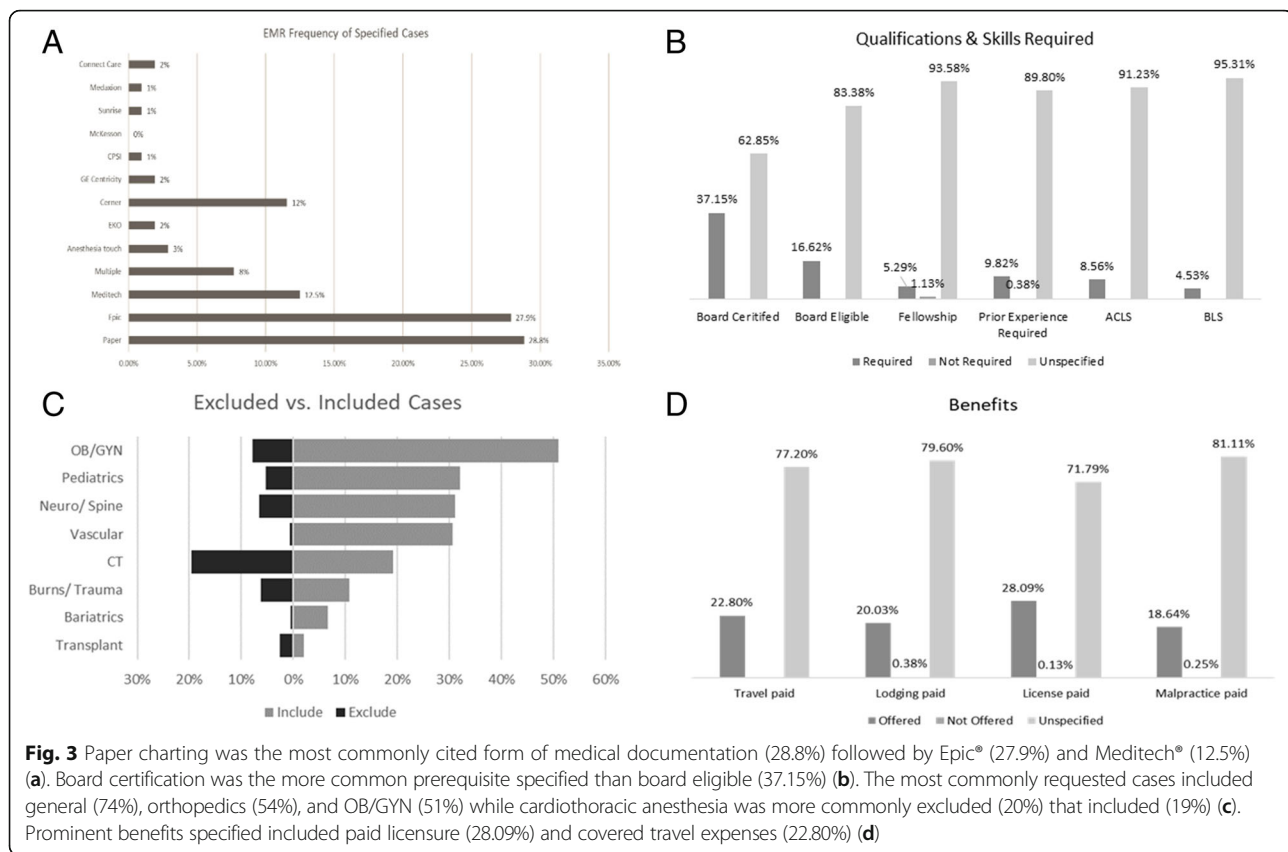 A
EMR Frequency of Specified Cases
Connect Care 2%
Medaxion 1%
Sunrise 1%
McKesson 0%
CPSI 1%
GE Centricity 2%
Cerner 12%
EKO 2%
Anesthesia touch 3%
Multiple 8%
Meditech 12.5%
Epic 27.9%
Paper 28.8%
0.00% 5.00% 10.00% 15.00% 20.00% 25.00% 30.00% 35.00%
B
Qualifications & Skills Required
37.15% 62.85% 16.62% 83.38% 5.29% 1.13% 93.58% 9.82% 0.38% 89.80% 8.56% 91.23% 4.53% 95.31%
Board Ceritifed Board Eligible Fellowship Prior Experience ACLS BLS
Required
Required Not Required Unspecified
C
Excluded vs. Included Cases
OB/GYN
Pediatrics
Neuro/ Spine
Vascular
CT
Burns/ Trauma
Bariatrics
Transplant
30% 20% 10% 0% 10% 20% 30% 40% 50% 60%
Include Exclude
D
Benefits
22.80% 77.20% 20.03% 0.38% 79.60% 28.09% 0.13% 71.79% 18.64% 0.25% 81.11%
Travel paid Lodging paid License paid Malpractice paid
Offered Not Offered Unspecified
Fig. 3 Paper charting was the most commonly cited form of medical documentation (28.8%) followed by Epic® (27.9%) and Meditech® (12.5%)
(a). Board certification was the more common prerequisite specified than board eligible (37.15%) (b). The most commonly requested cases included
general (74%), orthopedics (54%), and OB/GYN (51%) while cardiothoracic anesthesia was more commonly excluded (20%) that included (19%) (c).
Prominent benefits specified included paid licensure (28.09%) and covered travel expenses (22.80%) (d)